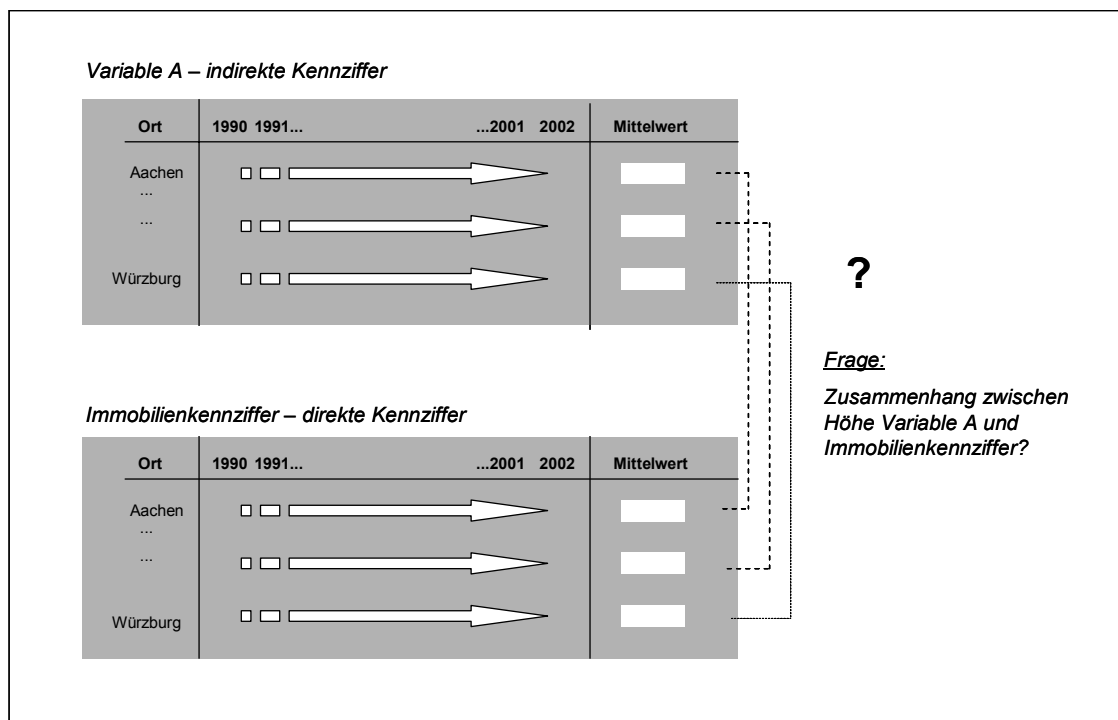 Variable A – indirekte Kennziffer
Ort 1990 1991... ...2001 2002 Mittelwert
Aachen
...
...
Würzburg
?
Frage:
Zusammenhang zwischen
Höhe Variable A und
Immobilienkennziffer?
Immobilienkennziffer – direkte Kennziffer
Ort 1990 1991... ...2001 2002 Mittelwert
Aachen
...
...
Würzburg